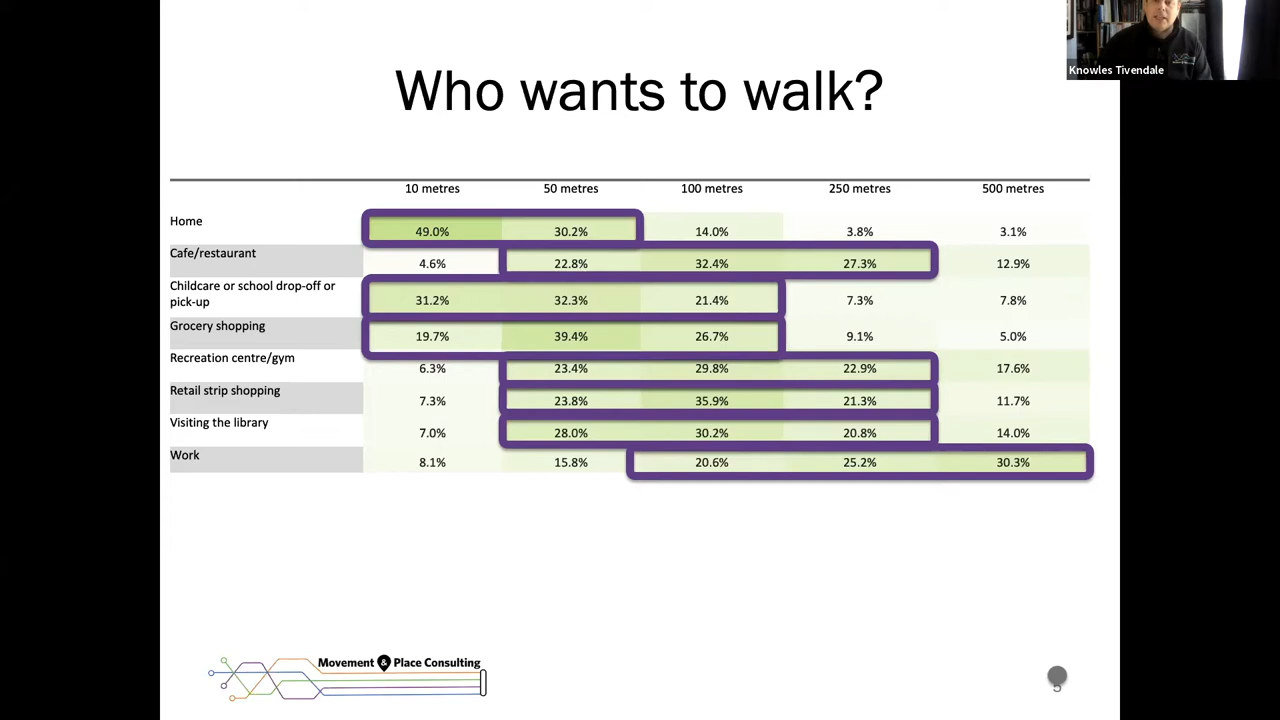 Knowles Tivendale
Who wants to walk?
10 metres 50 metres 100 metres 250 metres 500 metres
Home 49.0% 30.2% 14.0% 3.8% 3.1%
Cafe/restaurant 4.6% 22.8% 32.4% 27.3% 12.9%
Childcare or school drop-off or
pick-up 31.2% 32.3% 21.4% 7.3% 7.8%
Grocery shopping 19.7% 39.4% 26.7% 9.1% 5.0%
Recreation centre/gym 6.3% 23.4% 29.8% 22.9% 17.6%
Retail strip shopping 7.3% 23.8% 35.9% 21.3% 11.7%
Visiting the library 7.0% 28.0% 30.2% 20.8% 14.0%
Work 8.1% 15.8% 20.6% 25.2% 30.3%
Movement & Place Consulting
5